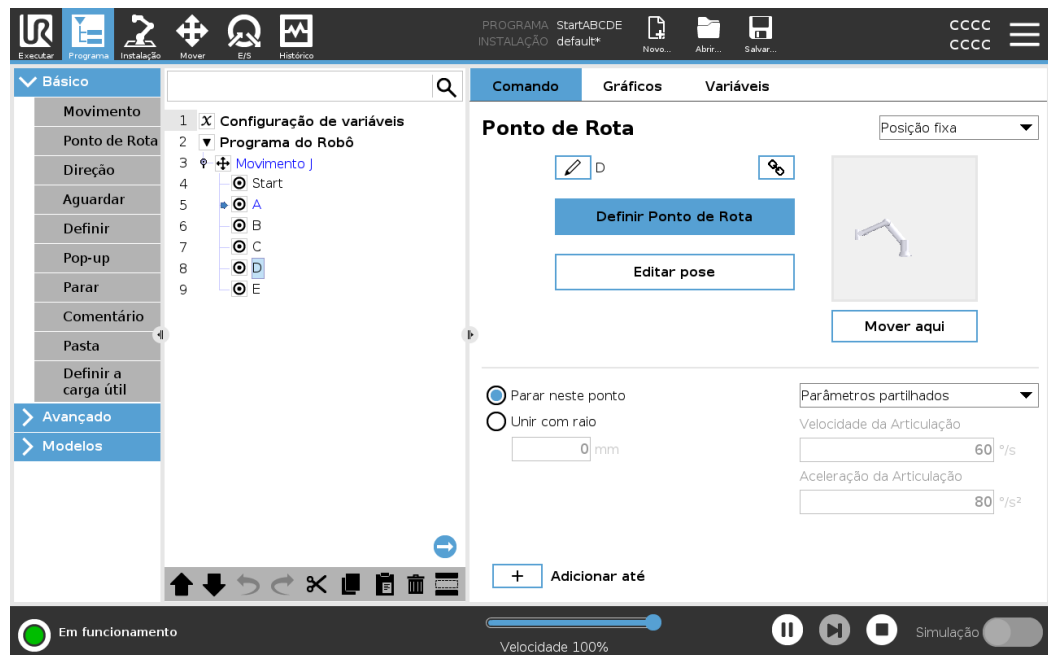 UR
PROGRAMA StartABCDE
INSTALAÇÃO default*
CCCC
CCCC
Executar Programa Instalação Mover E/S Histórico Novo... Abrir... Salvar...
Básico
Movimento
Ponto de Rota
Direção
Aguardar
Definir
Pop-up
Parar
Comentário
Pasta
Definir a
carga útil
Avançado
Modelos
1 X Configuração de variáveis
2 Programa do Robô
3 Movimento J
4 Start
5 A
6 B
7 C
8 D
9 E
Comando Gráficos Variáveis
Ponto de Rota
Posição fixa
D
Definir Ponto de Rota
Editar pose
Mover aqui
Parar neste ponto
Unir com raio
0 mm
Parâmetros partilhados
Velocidade da Articulação
60 °/s
Aceleração da Articulação
80 °/s²
+ Adicionar até
Em funcionamento
Velocidade 100%
Simulação